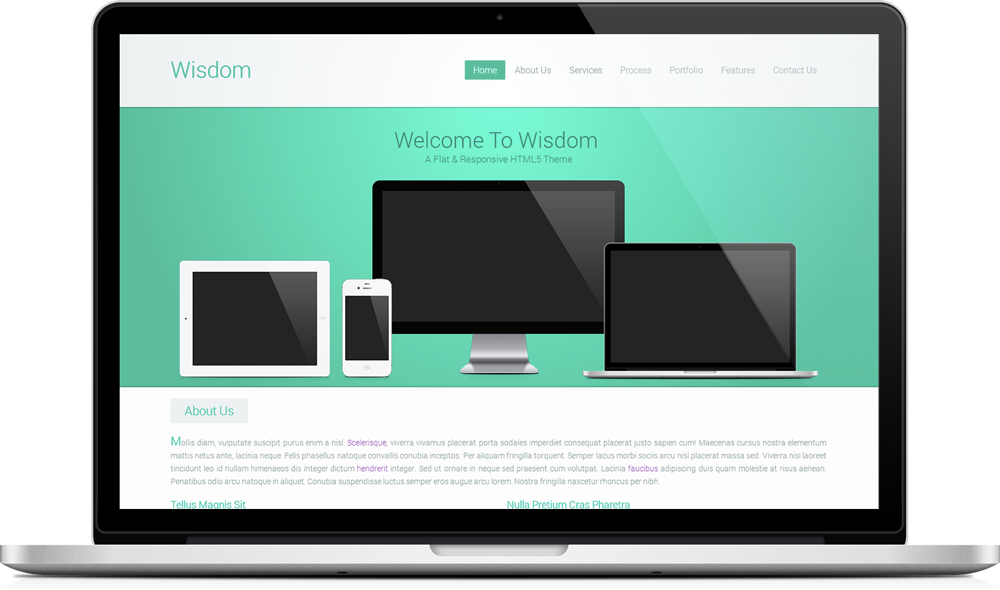 Wisdom
Home About Us Services Process Portfolio Features Contact Us
Welcome To Wisdom
A Flat & Responsive HTML5 Theme
About Us
Mollis diam, vulputate suscipit purus enim a nisl. Scelerisque, viverra vivamus placerat porta sodales imperdiet consequat placerat justo sapien cum! Maecenas cursus nostra elementum
mattis netus ante, lacinia neque. Felis phasellus natoque convallis conubia inceptos. Per aliquam fringilla torquent. Semper lacus morbi sociis arcu nisl placerat massa sed. Viverra nisi laoreet
tincidunt leo id nullam himenaeos dis integer dictum hendrerit integer. Sed ut ornare in neque sed praesent cum volutpat. Lacinia faucibus adipiscing duis quam molestie at risus aenean.
Penatibus odio arcu natoque in aliquet. Conubia suspendisse luctus semper eros augue arcu lorem. Nostra fringilla nascetur rhoncus per nibh.
Tellus Magnis Sit Nulla Pretium Cras Pharetra